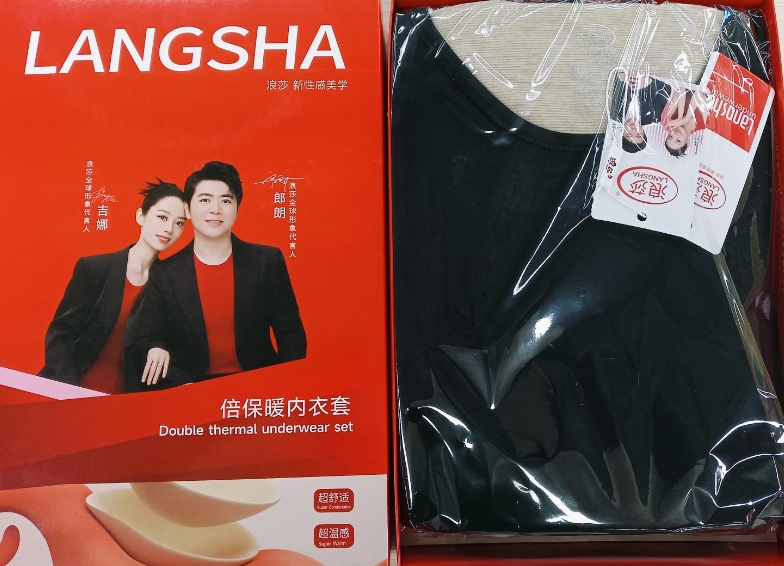 LANGSHA
浪莎 新性感美学
浪莎全球形象代言人
吉娜
郎朗
浪莎全球形象代言人
倍保暖内衣套
Double thermal underwear set
超舒适
Super Comfortable
超温感
Super Warm
Langsha
浪莎
LANGSHA
浪莎
LANGSHA